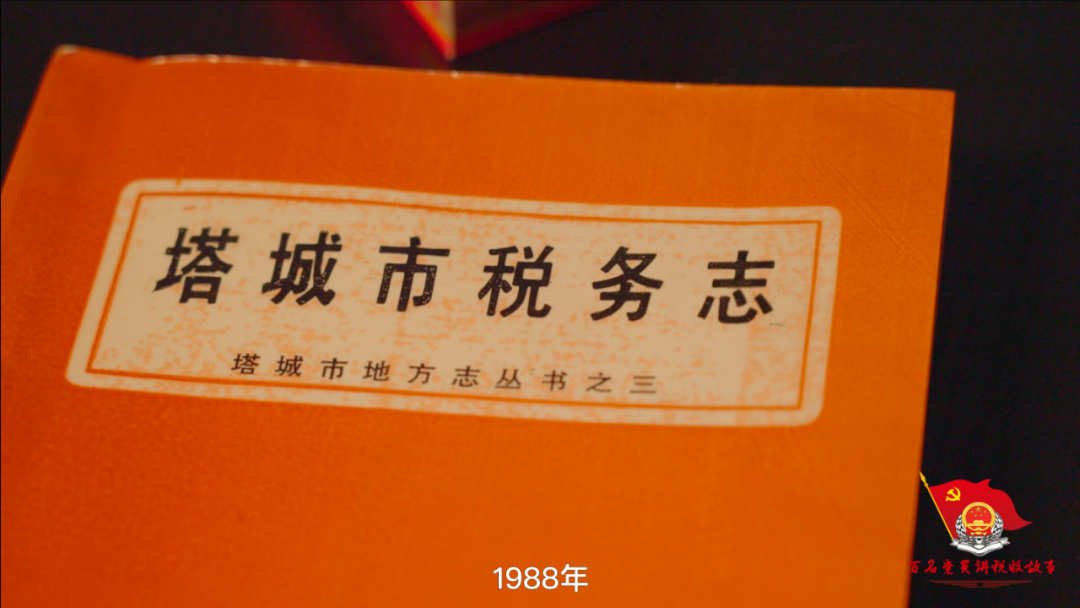 塔城市税务志
塔城市地方志丛书之三
1988年
百名党员讲税收故事